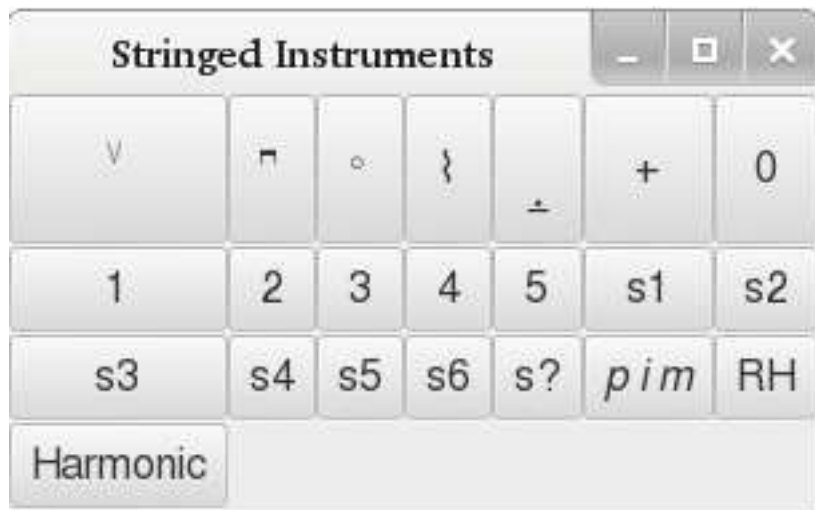 Stringed Instruments
V + 0
1 2 3 4 5 s1 s2
s3 s4 s5 s6 s? p i m RH
Harmonic